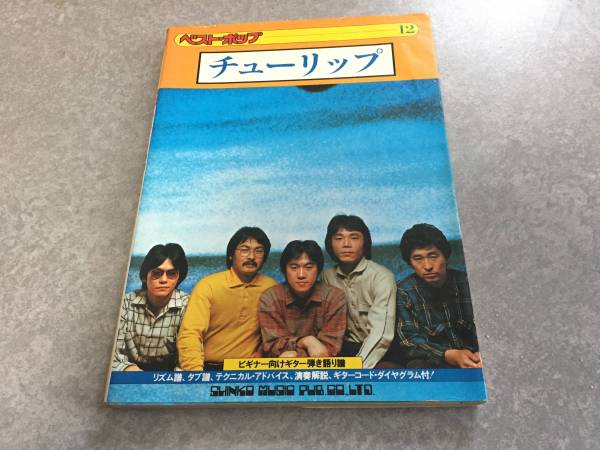 ベスト・ポップ
12
チューリップ
ビギナー向けギター弾き語り譜
リズム譜、タブ譜、テクニカル・アドバイス、演奏解説、ギターコード・ダイヤグラム付!
SHINKO MUSIC PUB. CO., LTD.